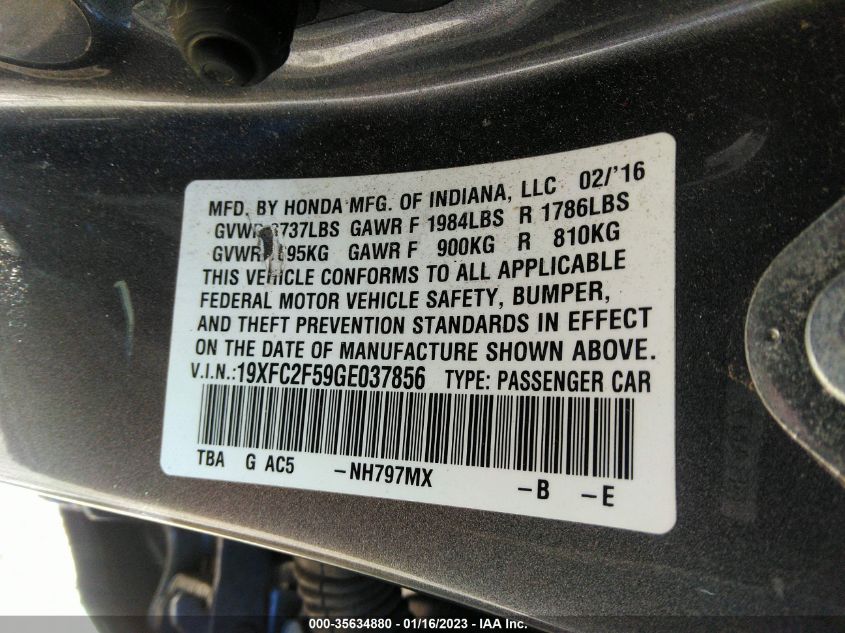 MFD. BY HONDA MFG. OF INDIANA, LLC 02/'16
737LBS GAWR F 1984LBS R 1786LBS
GAWR F 900KG R 810KG
THIS VEHICLE CONFORMS TO ALL APPLICABLE
FEDERAL MOTOR VEHICLE SAFETY, BUMPER,
AND THEFT PREVENTION STANDARDS IN EFFECT
ON THE DATE OF MANUFACTURE SHOWN ABOVE.
V.I.N.:19XFC2F59GE037856 TYPE: PASSENGER CAR
TBA G AC5 -NH797MX -B -E
000-35634880 - 01/16/2023 - IAA Inc.